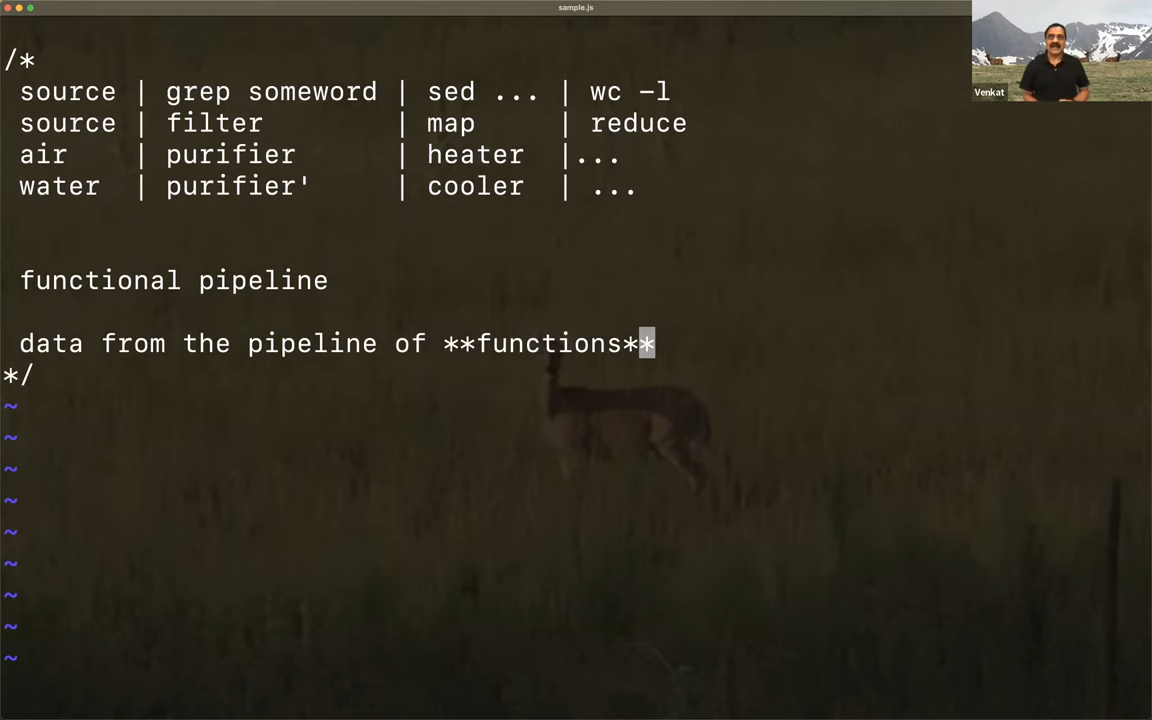 sample.js
Venkat
/*
source | grep someword | sed ... | wc -l
source | filter | map | reduce
air | purifier | heater |...
water | purifier' | cooler | ...
functional pipeline
data from the pipeline of **functions**
*/
~
~
~
~
~
~
~
~
~